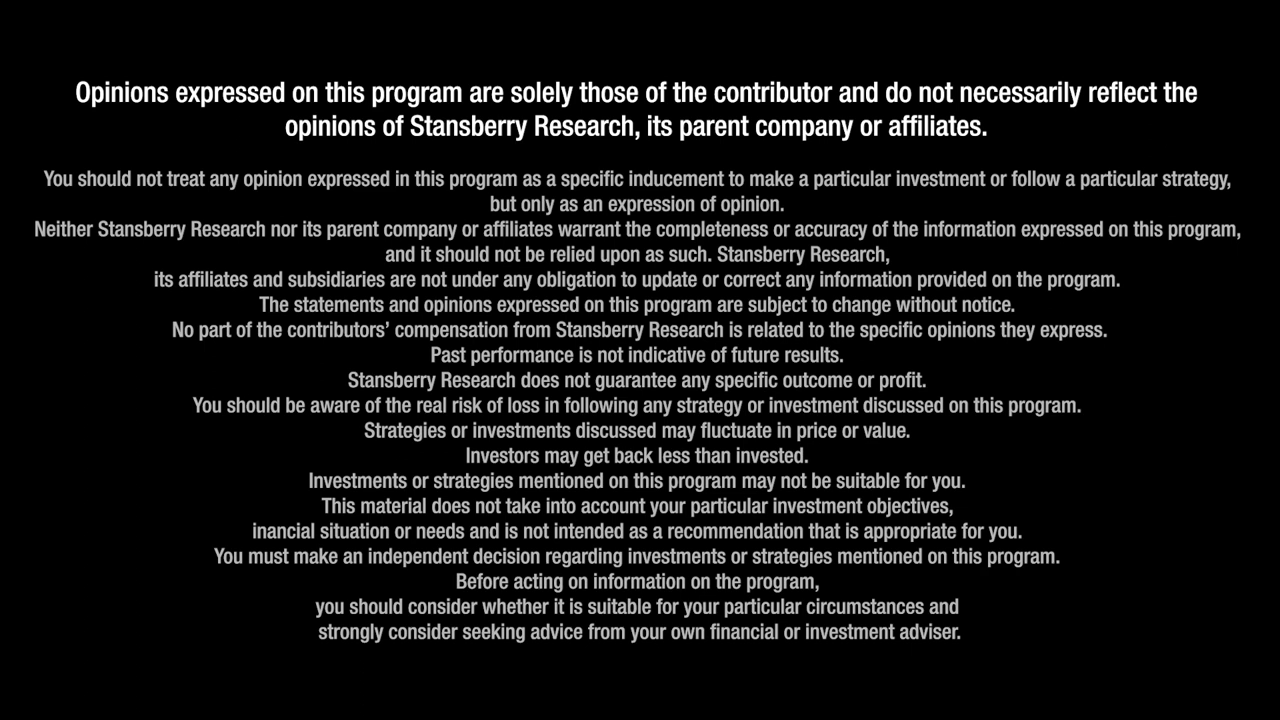 Opinions expressed on this program are solely those of the contributor and do not necessarily reflect the
opinions of Stansberry Research, its parent company or affiliates.
You should not treat any opinion expressed in this program as a specific inducement to make a particular investment or follow a particular strategy,
but only as an expression of opinion.
Neither Stansberry Research nor its parent company or affiliates warrant the completeness or accuracy of the information expressed on this program,
and it should not be relied upon as such. Stansberry Research,
its affiliates and subsidiaries are not under any obligation to update or correct any information provided on the program.
The statements and opinions expressed on this program are subject to change without notice.
No part of the contributors’ compensation from Stansberry Research is related to the specific opinions they express.
Past performance is not indicative of future results.
Stansberry Research does not guarantee any specific outcome or profit.
You should be aware of the real risk of loss in following any strategy or investment discussed on this program.
Strategies or investments discussed may fluctuate in price or value.
Investors may get back less than invested.
Investments or strategies mentioned on this program may not be suitable for you.
This material does not take into account your particular investment objectives,
inancial situation or needs and is not intended as a recommendation that is appropriate for you.
You must make an independent decision regarding investments or strategies mentioned on this program.
Before acting on information on the program,
you should consider whether it is suitable for your particular circumstances and
strongly consider seeking advice from your own financial or investment adviser.